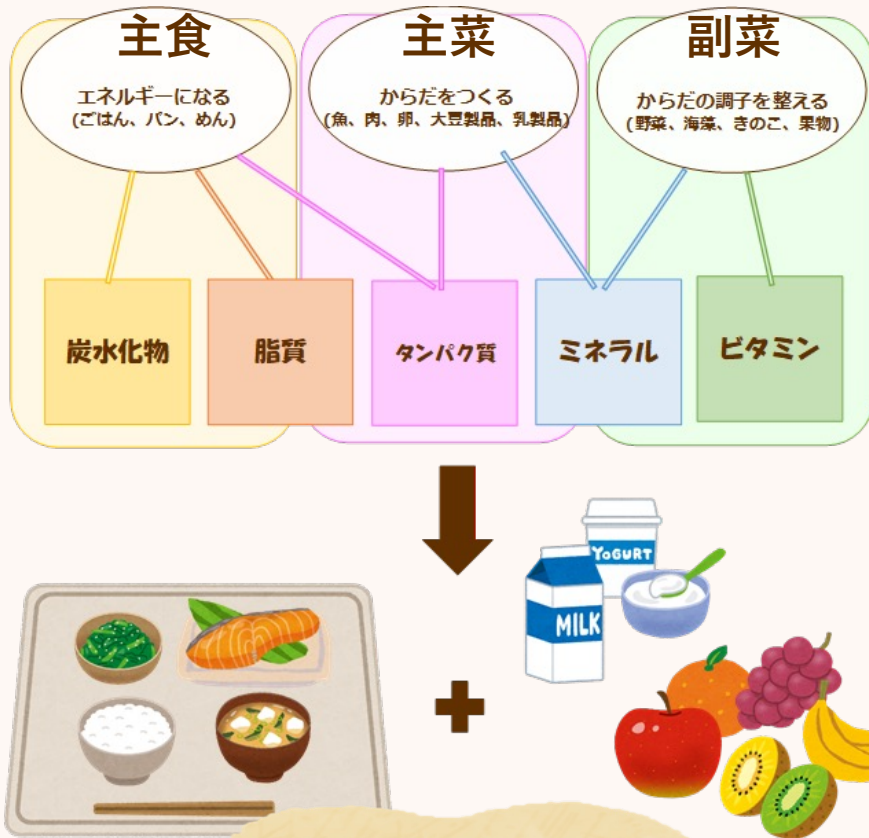 主食
エネルギーになる
(ごはん、パン、めん)
主菜
からだをつくる
(魚、肉、卵、大豆製品、乳製品)
副菜
からだの調子を整える
(野菜、海藻、きのこ、果物)
炭水化物
脂質
タンパク質
ミネラル
ビタミン
YOGURT
MILK